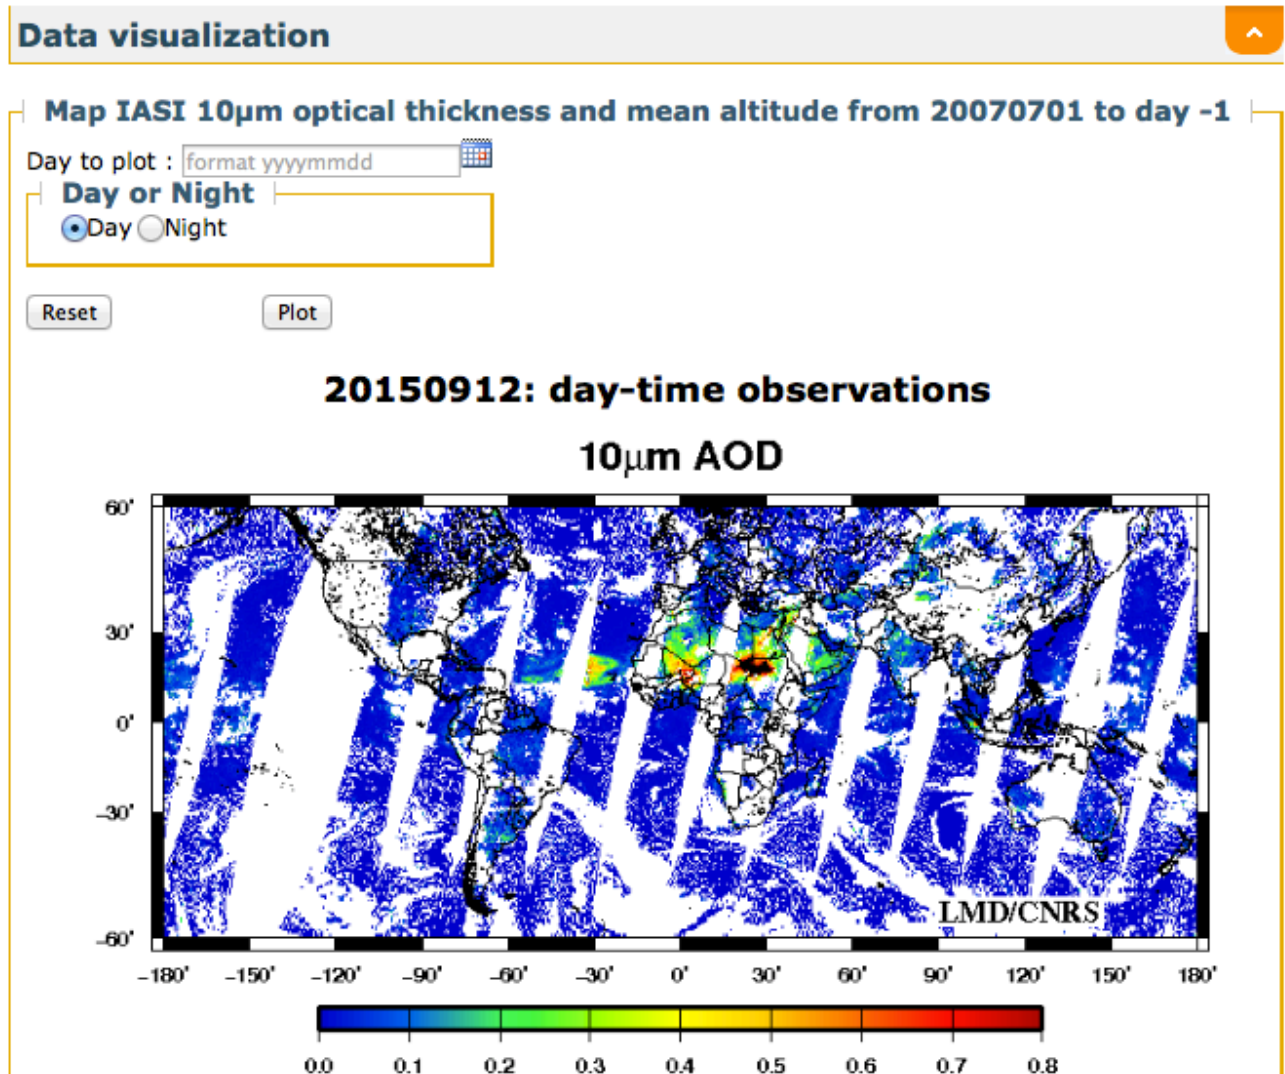 Data visualization
Map IASI 10µm optical thickness and mean altitude from 20070701 to day -1
Day to plot : format yyyymmdd
Day or Night
Day Night
Reset Plot
20150912: day-time observations
10µm AOD
60°
30°
0°
-30°
-60°
LMD/CNRS
-180° -150° -120° -90° -60° -30° 0° 30° 60° 90° 120° 150° 180°
0.0 0.1 0.2 0.3 0.4 0.5 0.6 0.7 0.8